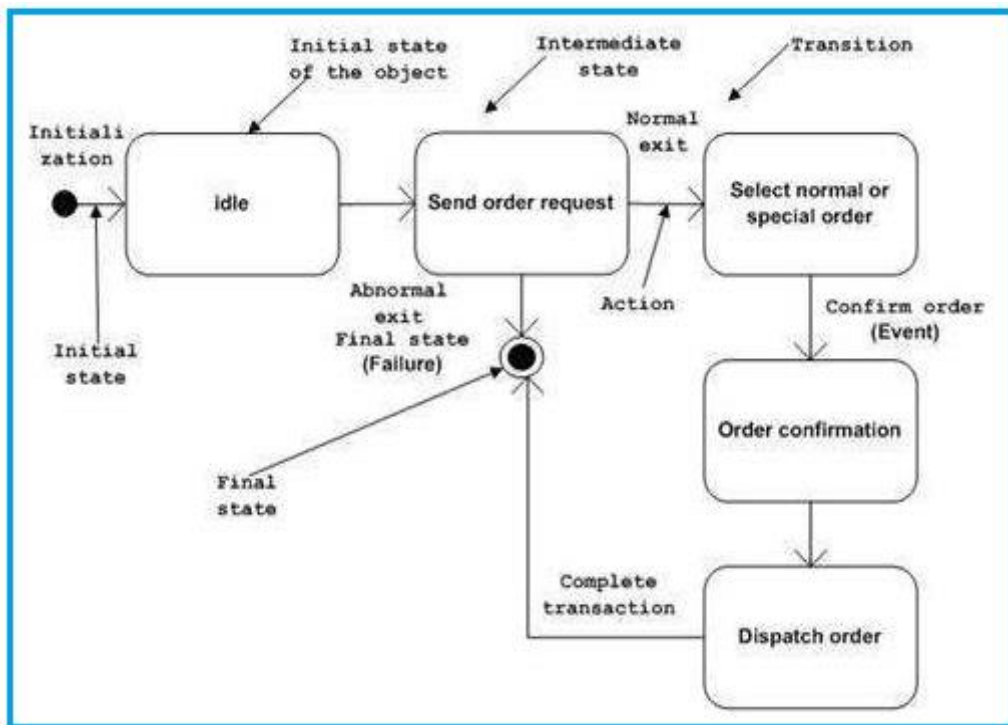 Initial state
of the object
Intermediate
state
Transition
Initiali
zation
Normal
exit
idle
Send order request
Select normal or
special order
Abnormal
exit
Final state
(Failure)
Action
Confirm order
(Event)
Initial
state
Order confirmation
Final
state
Complete
transaction
Dispatch order